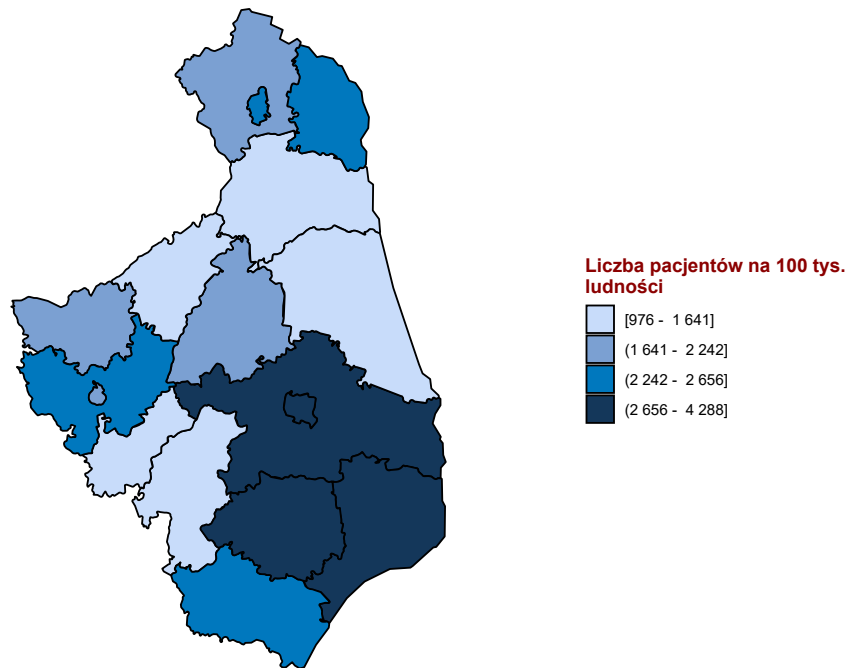 Liczba pacjentów na 100 tys.
ludności
[976 - 1 641]
(1 641 - 2 242]
(2 242 - 2 656]
(2 656 - 4 288]